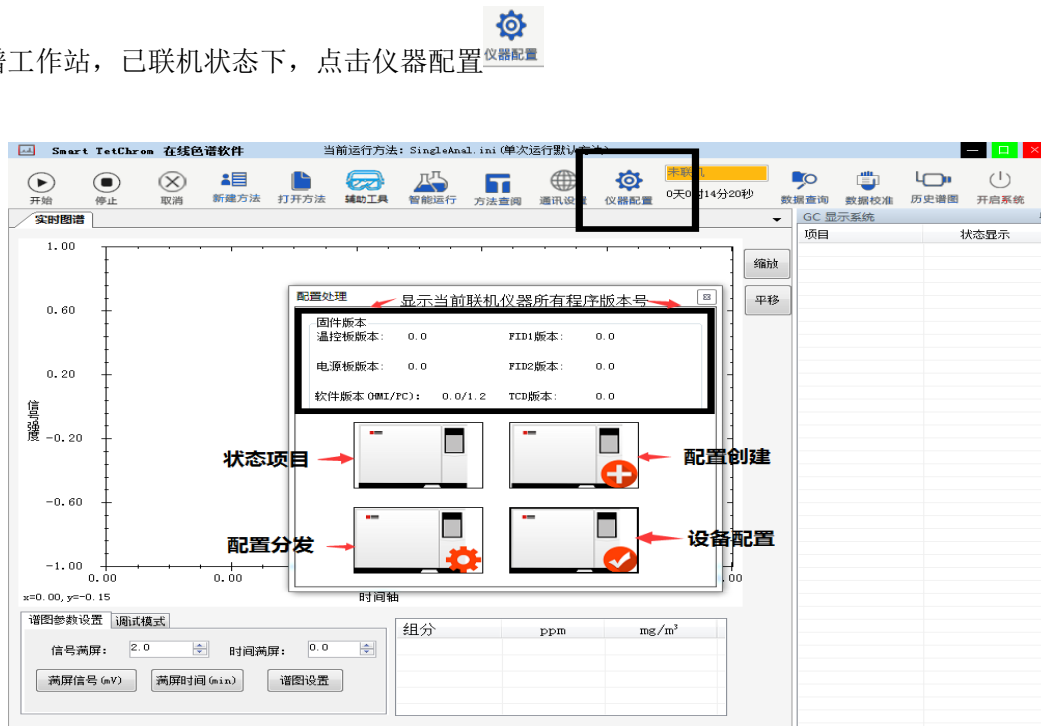 谱工作站，已联机状态下，点击仪器配置
仪器配置
Smart TetChrom 在线色谱软件
当前运行方法: SingleAnal.ini(单次运行默认方法)
开始
停止
取消
新建方法
打开方法
辅助工具
智能运行
方法查阅
通讯设置
仪器配置
未联机
0天0时14分20秒
数据查询
数据校准
历史谱图
开启系统
实时图谱
GC 显示系统
项目
状态显示
1.00
0.60
0.20
-0.20
-0.60
-1.00
信号强度
0.00
0.00
00
x=0.00,y=-0.15
时间轴
缩放
平移
配置处理
显示当前联机仪器所有程序版本号
固件版本
温控板版本: 0.0 FID1版本: 0.0
电源板版本: 0.0 FID2版本: 0.0
软件版本(HMI/PC): 0.0/1.2 TCD版本: 0.0
状态项目
配置创建
配置分发
设备配置
谱图参数设置
调试模式
信号满屏: 2.0 时间满屏: 0.0
满屏信号(mV)
满屏时间(min)
谱图设置
组分 ppm mg/m³